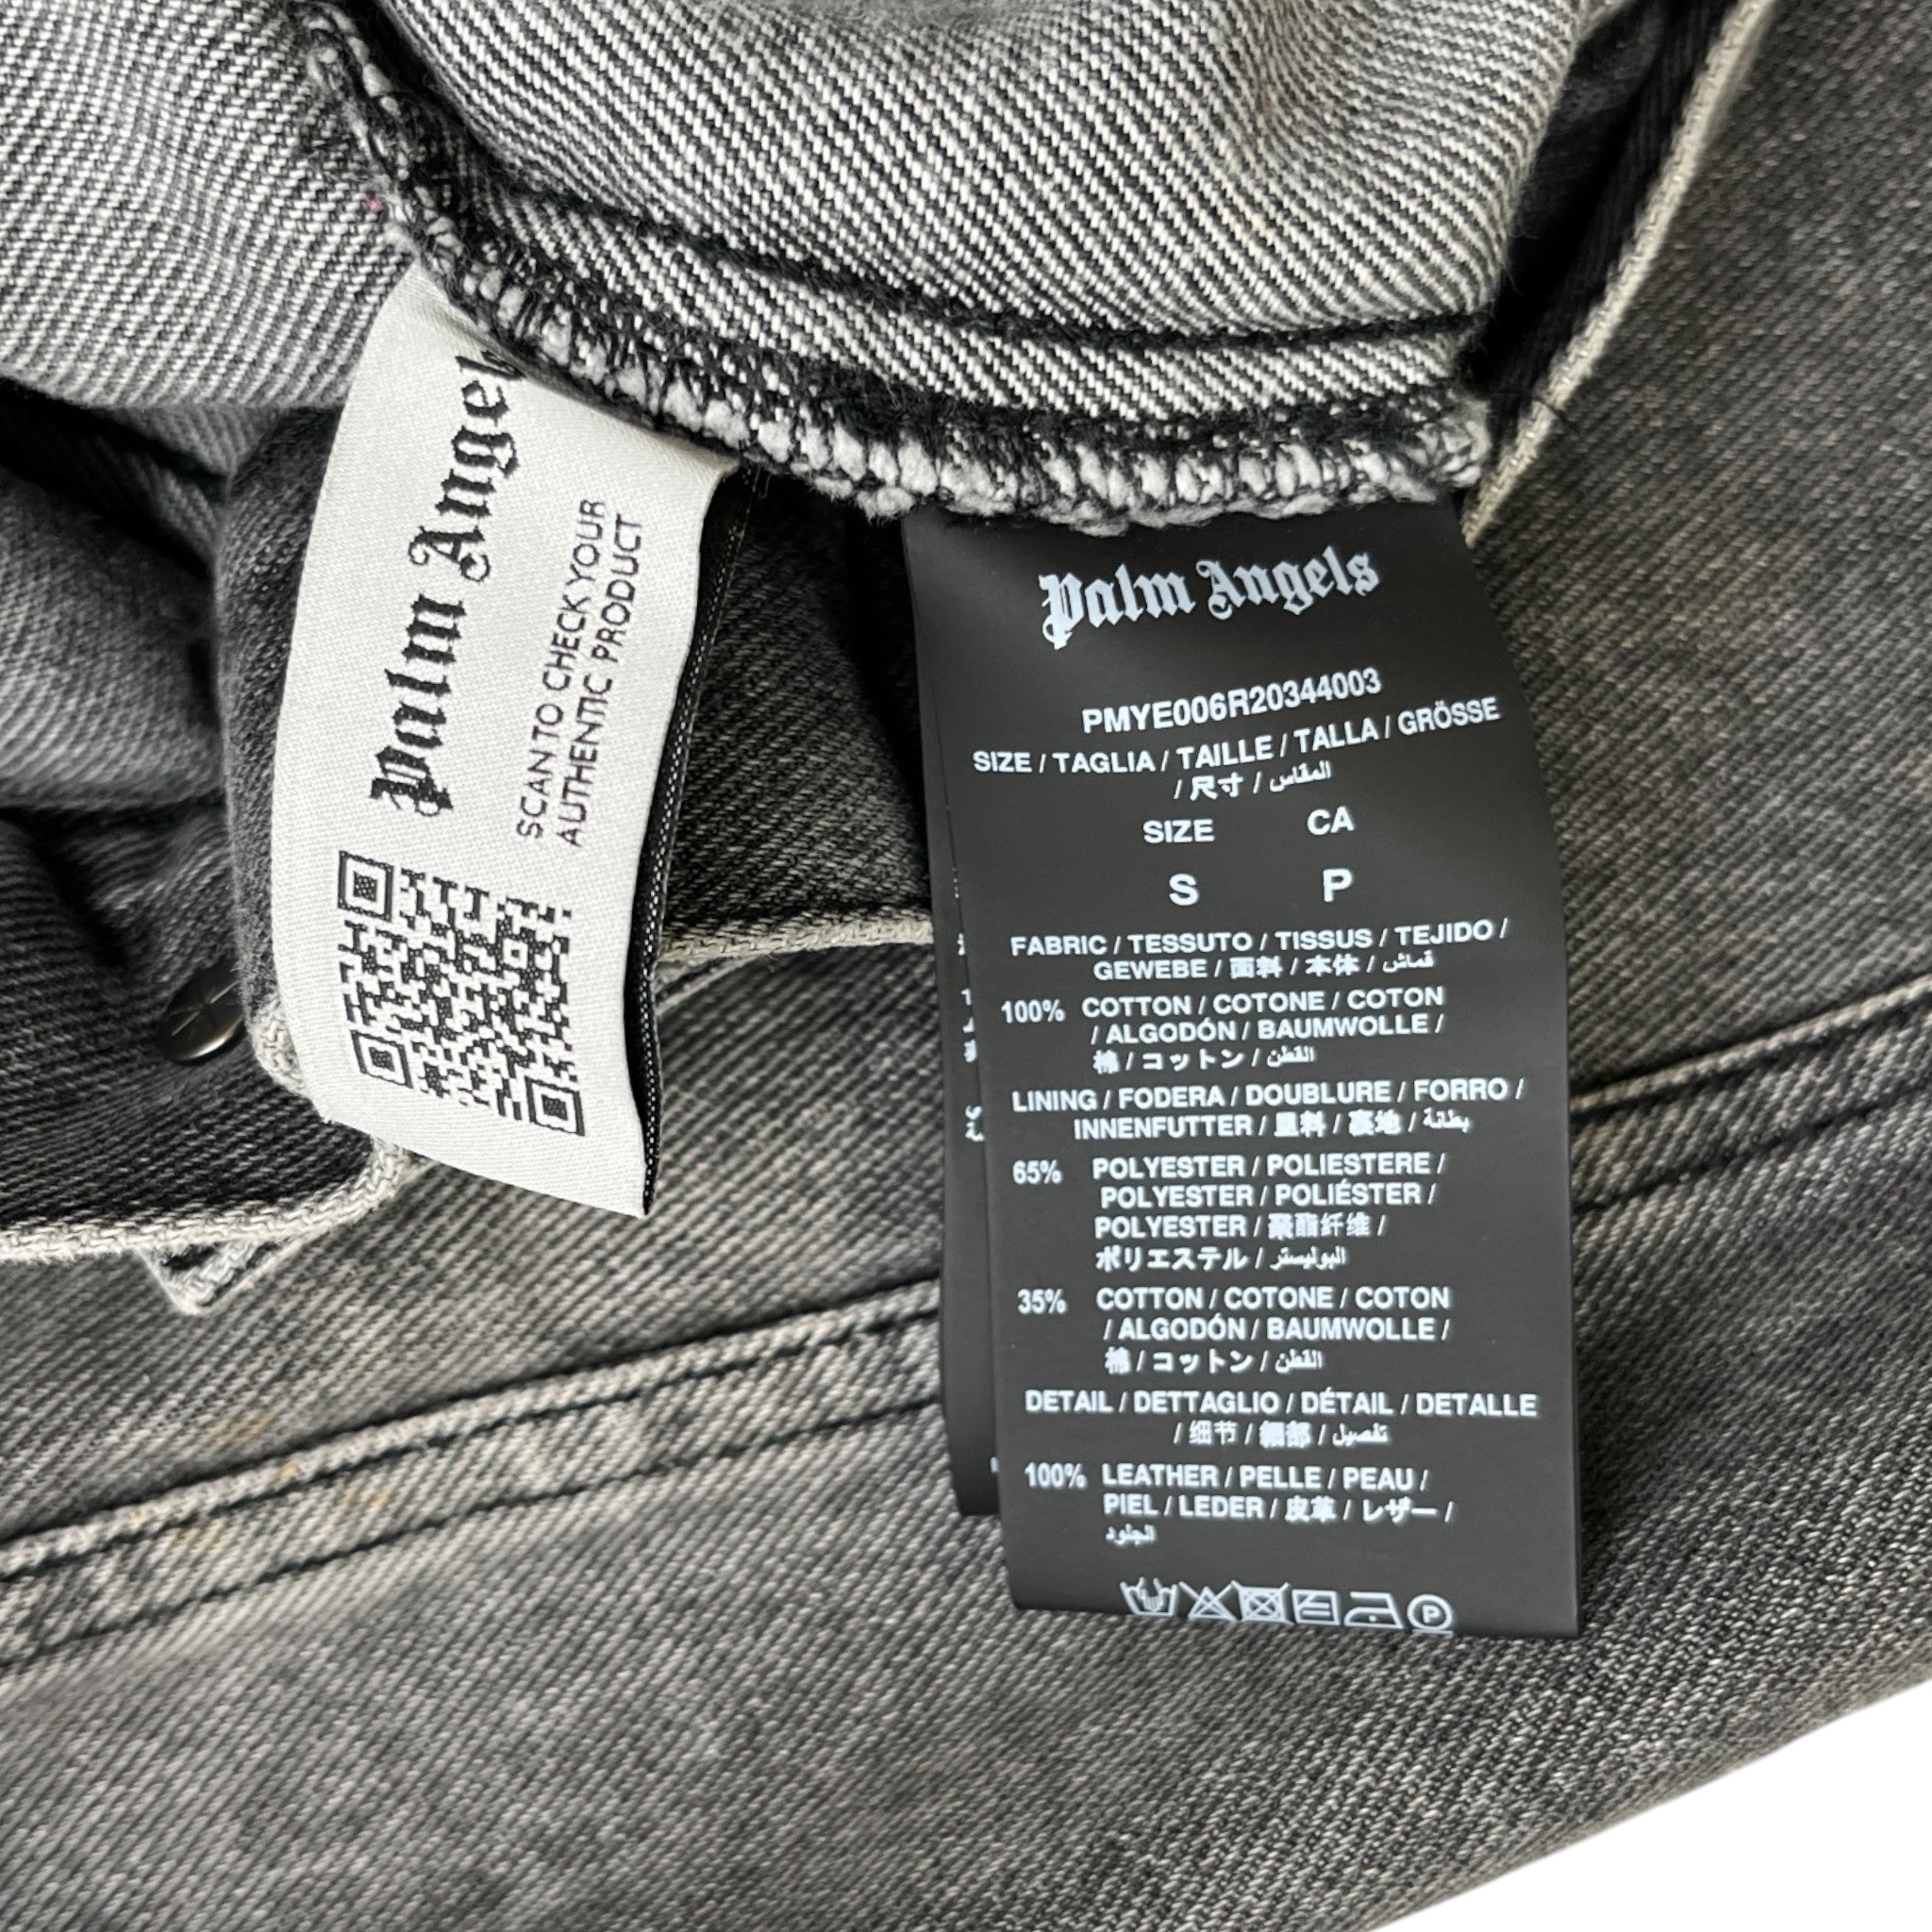 Palm Angel
SCAN TO CHECK YOUR
AUTHENTIC PRODUCT
Palm Angels
PMYE006R20344003
SIZE / TAGLIA / TAILLE / TALLA / GRÖSSE
/ 尺寸 / المقاس
SIZE CA
S P
FABRIC / TESSUTO / TISSUS / TEJIDO /
GEWEBE / 面料 / 本体 / قماش
100% COTTON / COTONE / COTON
/ ALGODÓN / BAUMWOLLE /
棉 / コットン / القطن
LINING / FODERA / DOUBLURE / FORRO /
INNENFUTTER / 里料 / 裏地 / بطانة
65% POLYESTER / POLIESTERE /
POLYESTER / POLIÉSTER /
POLYESTER / 聚酯纤维 /
ポリエステル / البوليستر
35% COTTON / COTONE / COTON
/ ALGODÓN / BAUMWOLLE /
棉 / コットン / القطن
DETAIL / DETTAGLIO / DÉTAIL / DETALLE
/ 细节 / 細部 / تفصيل
100% LEATHER / PELLE / PEAU /
PIEL / LEDER / 皮革 / レザー /
الجلود
P